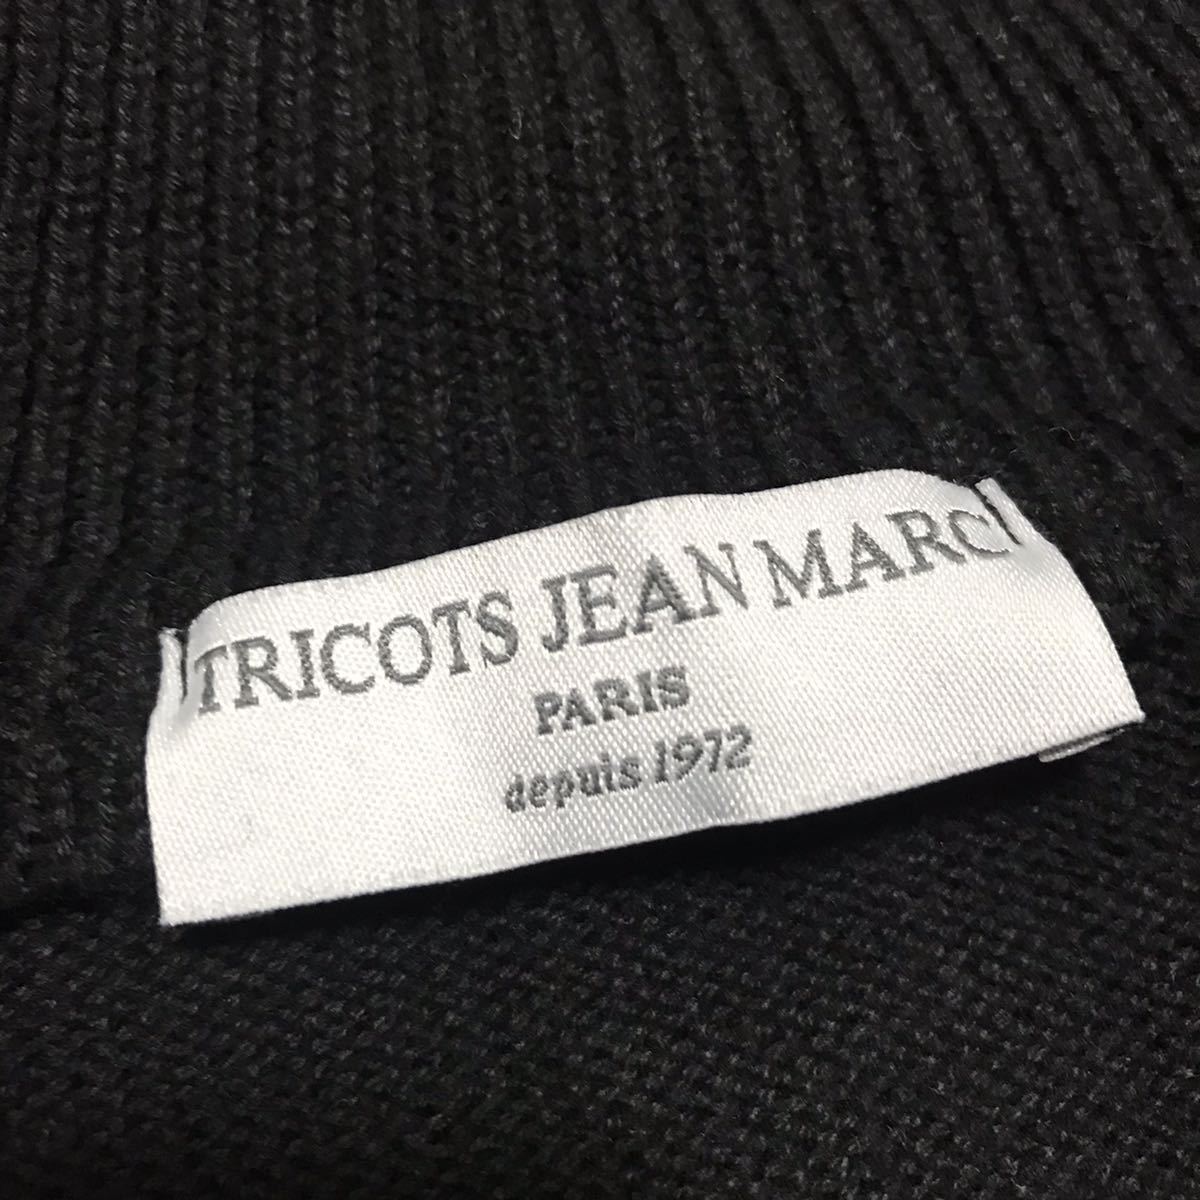 TRICOTS JEAN MARC
PARIS
depuis 1972